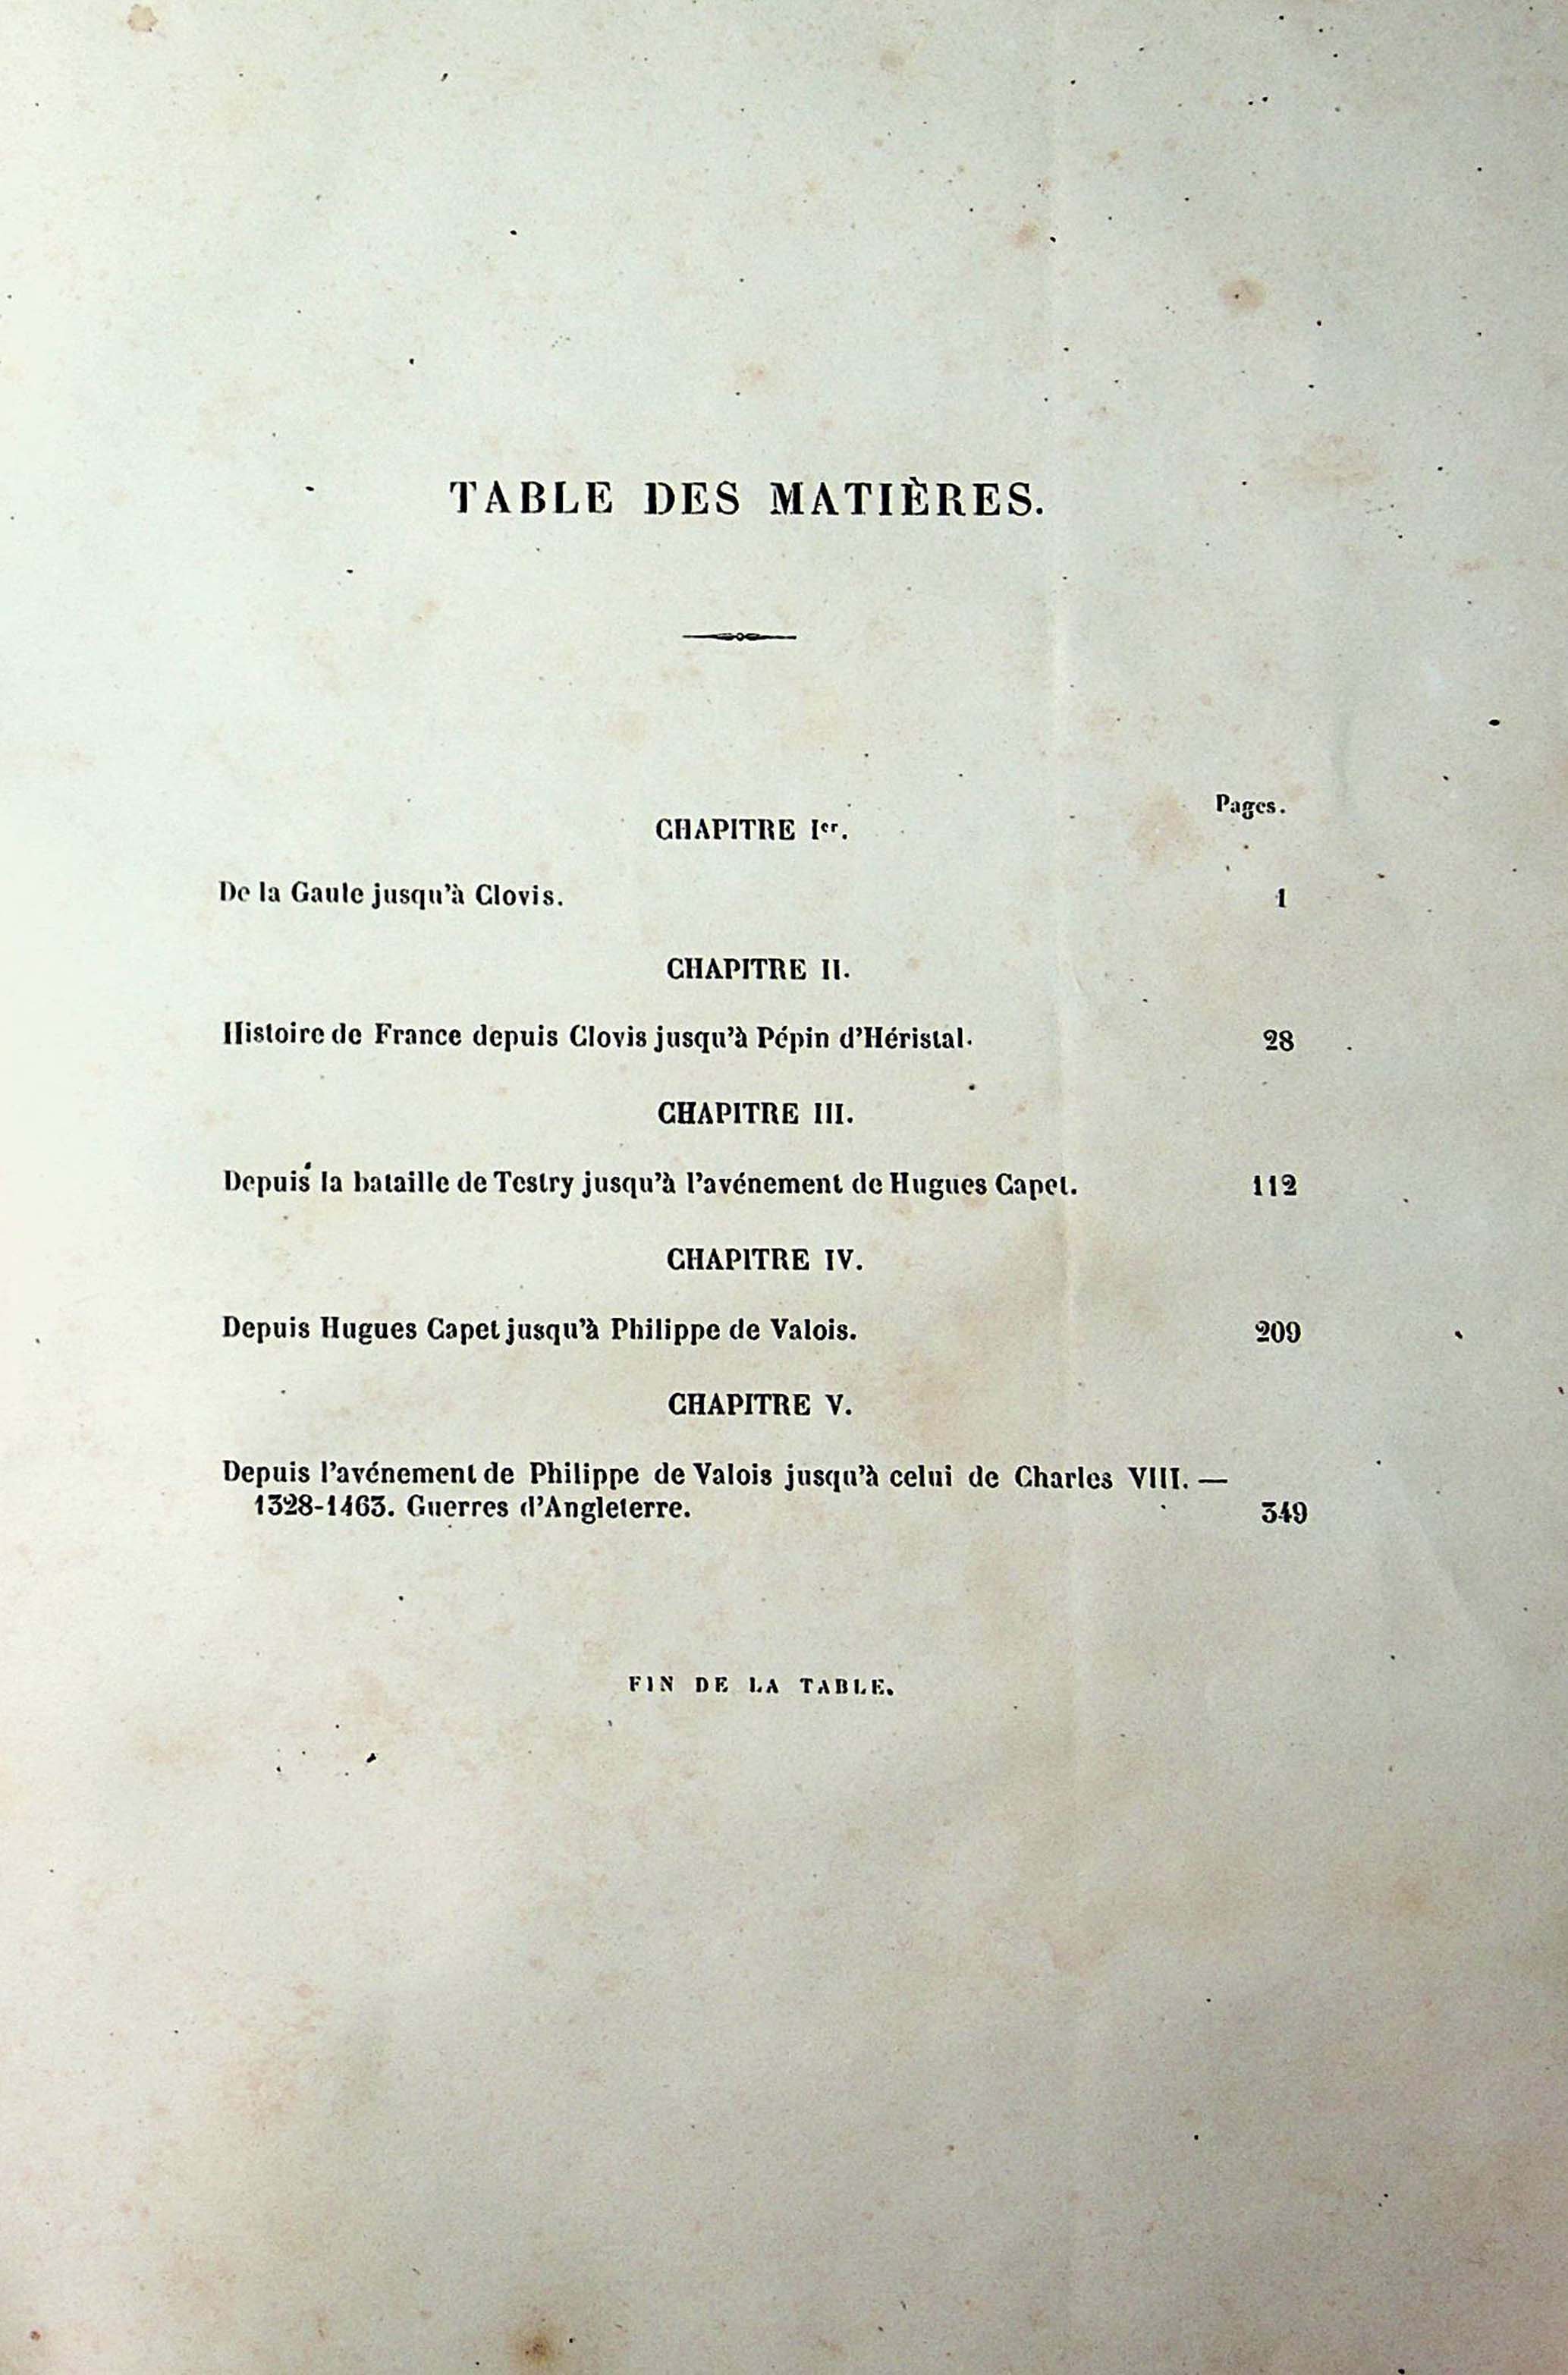 TABLE DES MATIÈRES.
Pages.
CHAPITRE Ier.
De la Gaule jusqu'à Clovis. 1
CHAPITRE II.
Histoire de France depuis Clovis jusqu'à Pépin d'Héristal. 28
CHAPITRE III.
Depuis la bataille de Testry jusqu'à l'avénement de Hugues Capet. 112
CHAPITRE IV.
Depuis Hugues Capet jusqu'à Philippe de Valois. 209
CHAPITRE V.
Depuis l'avénement de Philippe de Valois jusqu'à celui de Charles VIII. —
1328-1463. Guerres d'Angleterre. 349
FIN DE LA TABLE.